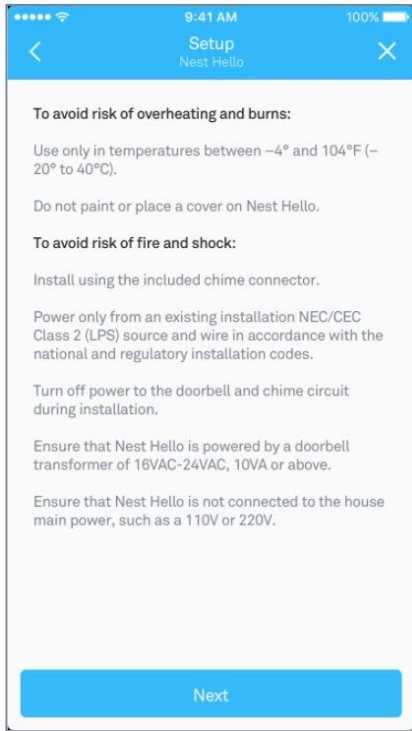 9:41 AM
100%
Setup
Nest Hello
To avoid risk of overheating and burns:
Use only in temperatures between –4° and 104°F (–
20° to 40°C).
Do not paint or place a cover on Nest Hello.
To avoid risk of fire and shock:
Install using the included chime connector.
Power only from an existing installation NEC/CEC
Class 2 (LPS) source and wire in accordance with the
national and regulatory installation codes.
Turn off power to the doorbell and chime circuit
during installation.
Ensure that Nest Hello is powered by a doorbell
transformer of 16VAC-24VAC, 10VA or above.
Ensure that Nest Hello is not connected to the house
main power, such as a 110V or 220V.
Next